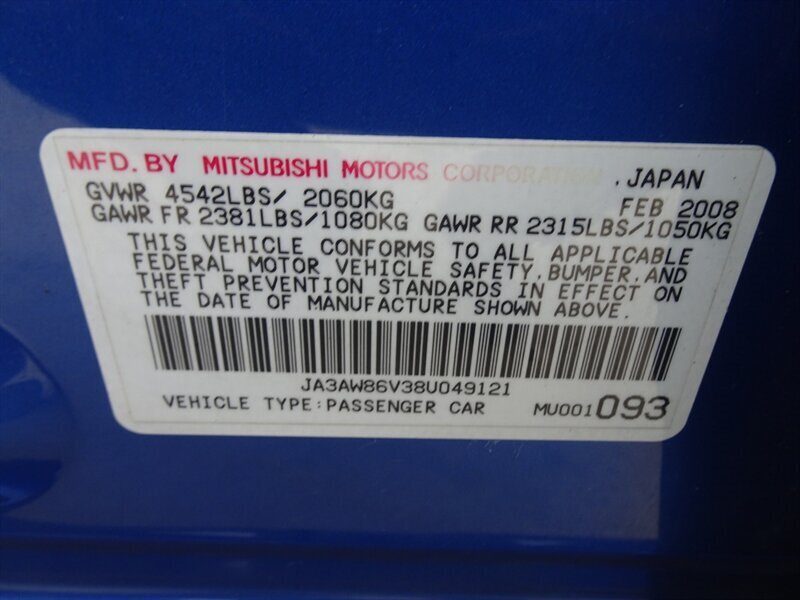 MFD. BY MITSUBISHI MOTORS CORPORATION , JAPAN
GVWR 4542LBS/ 2060KG FEB 2008
GAWR FR 2381LBS/1080KG GAWR RR 2315LBS/1050KG
THIS VEHICLE CONFORMS TO ALL APPLICABLE
FEDERAL MOTOR VEHICLE SAFETY, BUMPER, AND
THEFT PREVENTION STANDARDS IN EFFECT ON
THE DATE OF MANUFACTURE SHOWN ABOVE.
JA3AW86V38U049121
VEHICLE TYPE:PASSENGER CAR MU001093